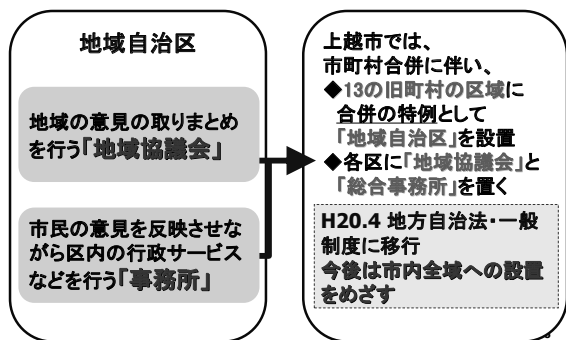 地域自治区
地域の意見の取りまとめ
を行う「地域協議会」
市民の意見を反映させな
がら区内の行政サービス
などを行う「事務所」
上越市では、
市町村合併に伴い、
◆13の旧町村の区域に
合併の特例として
「地域自治区」を設置
◆各区に「地域協議会」と
「総合事務所」を置く
H20.4 地方自治法・一般
制度に移行
今後は市内全域への設置
をめざす